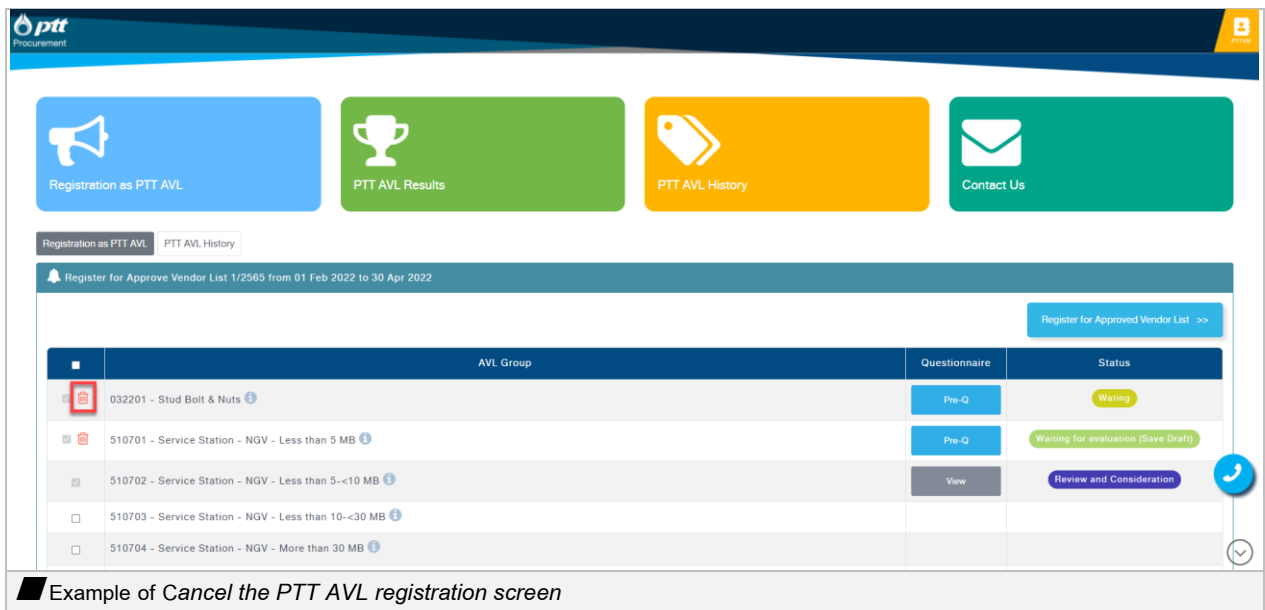 ptt
Procurement
PTTVM
Registration as PTT AVL
PTT AVL Results
PTT AVL History
Contact Us
Registration as PTT AVL PTT AVL History
Register for Approve Vendor List 1/2565 from 01 Feb 2022 to 30 Apr 2022
Register for Approved Vendor List >>
AVL Group Questionnaire Status
032201 - Stud Bolt & Nuts Pre-Q Wating
510701 - Service Station - NGV - Less than 5 MB Pre-Q Waiting for evaluation (Save Draft)
510702 - Service Station - NGV - Less than 5-<10 MB View Review and Consideration
510703 - Service Station - NGV - Less than 10-<30 MB
510704 - Service Station - NGV - More than 30 MB
Example of Cancel the PTT AVL registration screen